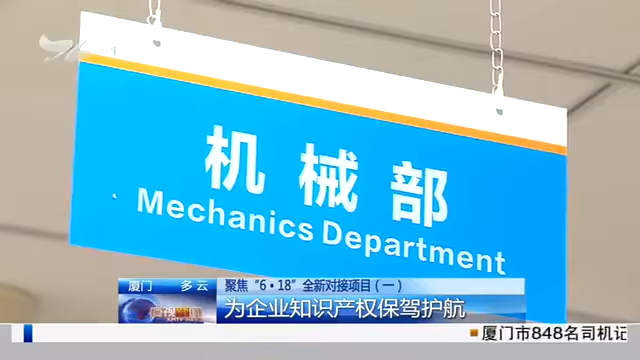 机械部
Mechanics Department
厦门 多云
聚焦“6·18”全新对接项目(一)
为企业知识产权保驾护航
厦门市848名司机记